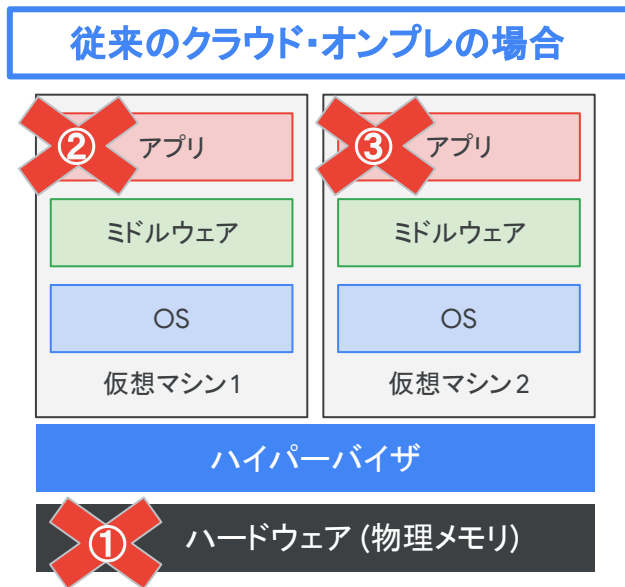 従来のクラウド・オンプレの場合
② アプリ
ミドルウェア
OS
仮想マシン1
③ アプリ
ミドルウェア
OS
仮想マシン2
ハイパーバイザ
① ハードウェア (物理メモリ)